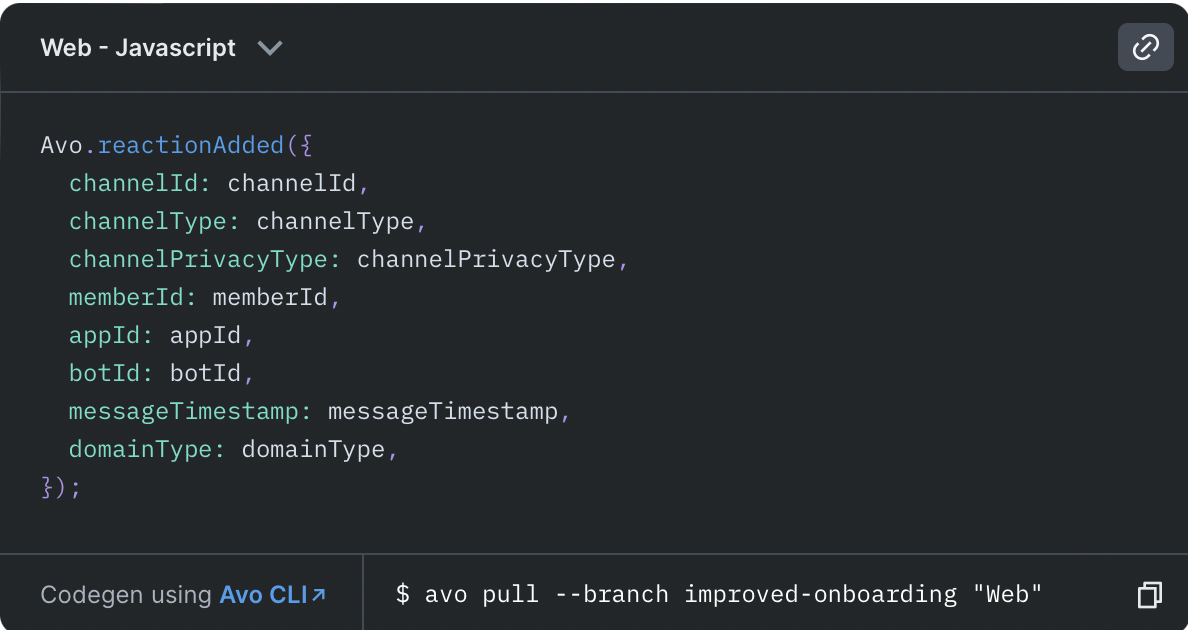 Web - Javascript
Avo.reactionAdded({
  channelId: channelId,
  channelType: channelType,
  channelPrivacyType: channelPrivacyType,
  memberId: memberId,
  appId: appId,
  botId: botId,
  messageTimestamp: messageTimestamp,
  domainType: domainType,
});
Codegen using Avo CLI↗
$ avo pull --branch improved-onboarding "Web"